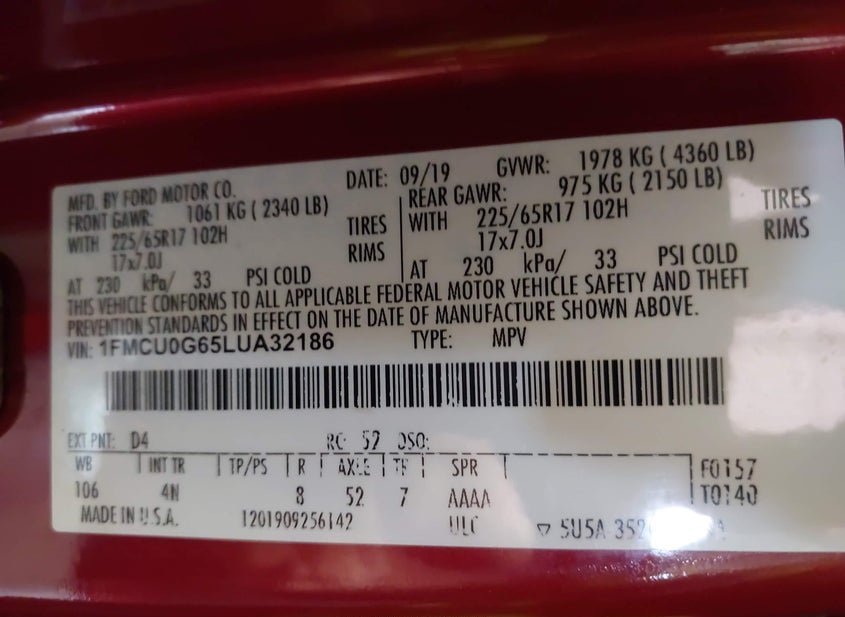 MFD. BY FORD MOTOR CO.
DATE: 09/19 GVWR: 1978 KG ( 4360 LB)
FRONT GAWR: 1061 KG ( 2340 LB)
WITH 225/65R17 102H TIRES
17x7.0J RIMS
AT 230 kPa/ 33 PSI COLD
REAR GAWR: 975 KG ( 2150 LB)
WITH 225/65R17 102H TIRES
17x7.0J RIMS
AT 230 kPa/ 33 PSI COLD
THIS VEHICLE CONFORMS TO ALL APPLICABLE FEDERAL MOTOR VEHICLE SAFETY AND THEFT
PREVENTION STANDARDS IN EFFECT ON THE DATE OF MANUFACTURE SHOWN ABOVE.
VIN: 1FMCU0G65LUA32186 TYPE: MPV
EXT PNT: D4 RC: 52 DSO:
WB INT TR TP/PS R AXLE TR SPR F0157
106 4N 8 52 7 AAAA T0140
MADE IN U.S.A. 1201909256142 ULC 5U5A